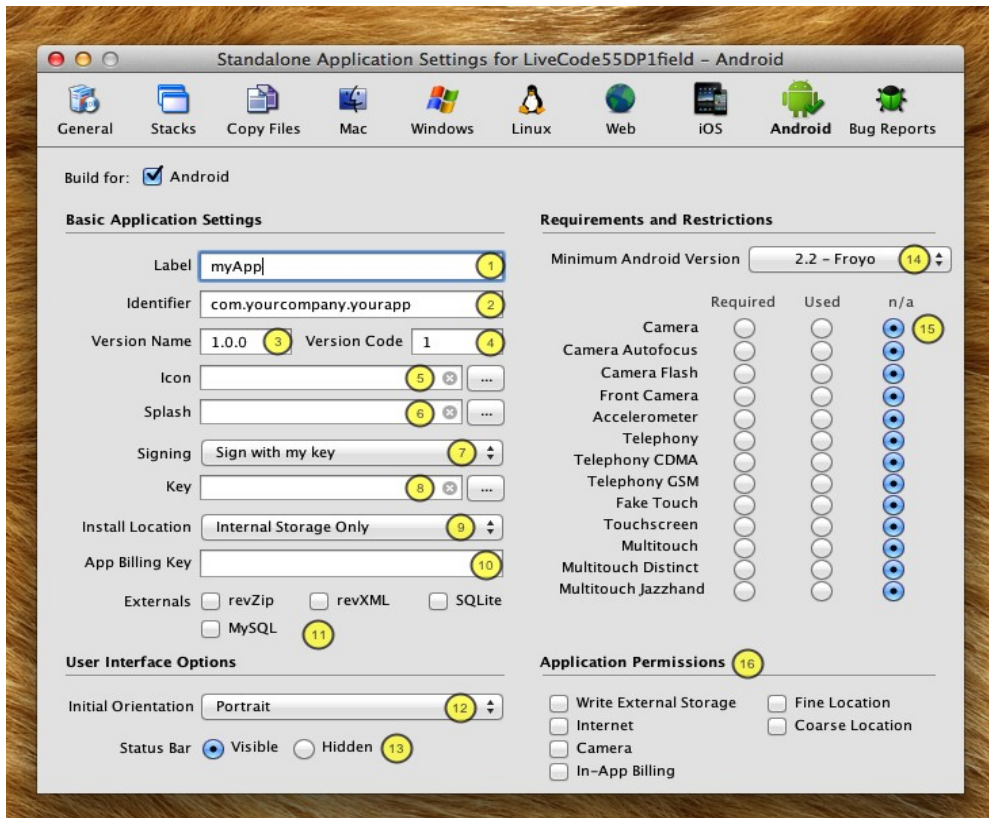 Standalone Application Settings for LiveCode55DP1field – Android
General Stacks Copy Files Mac Windows Linux Web iOS Android Bug Reports
Build for: Android
Basic Application Settings
Label myApp 1
Identifier com.yourcompany.yourapp 2
Version Name 1.0.0 3 Version Code 1 4
Icon 5 ...
Splash 6 ...
Signing Sign with my key 7
Key 8 ...
Install Location Internal Storage Only 9
App Billing Key 10
Externals revZip revXML SQLite
MySQL 11
User Interface Options
Initial Orientation Portrait 12
Status Bar Visible Hidden 13
Requirements and Restrictions
Minimum Android Version 2.2 – Froyo 14
Required Used n/a
Camera 15
Camera Autofocus
Camera Flash
Front Camera
Accelerometer
Telephony
Telephony CDMA
Telephony GSM
Fake Touch
Touchscreen
Multitouch
Multitouch Distinct
Multitouch Jazzhand
Application Permissions 16
Write External Storage Fine Location
Internet Coarse Location
Camera
In-App Billing